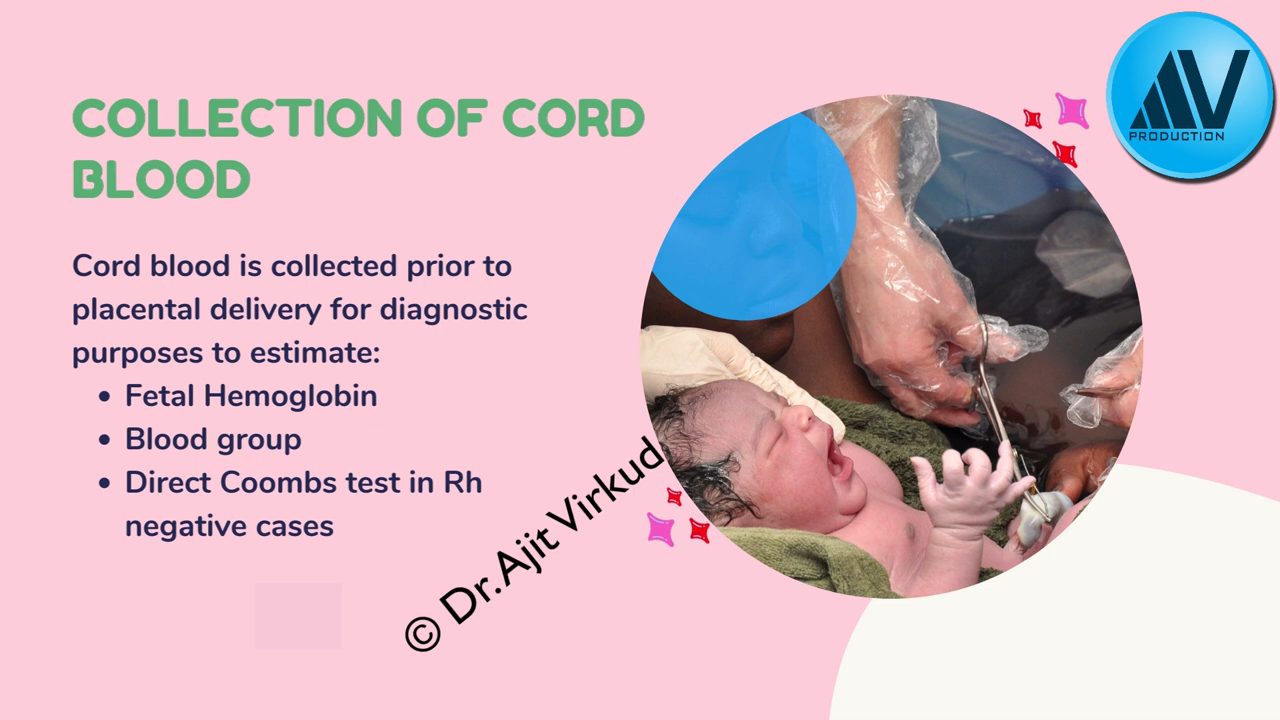 COLLECTION OF CORD
BLOOD
Cord blood is collected prior to
placental delivery for diagnostic
purposes to estimate:
• Fetal Hemoglobin
• Blood group
• Direct Coombs test in Rh
negative cases
© Dr.Ajit Virkud
AV
PRODUCTION